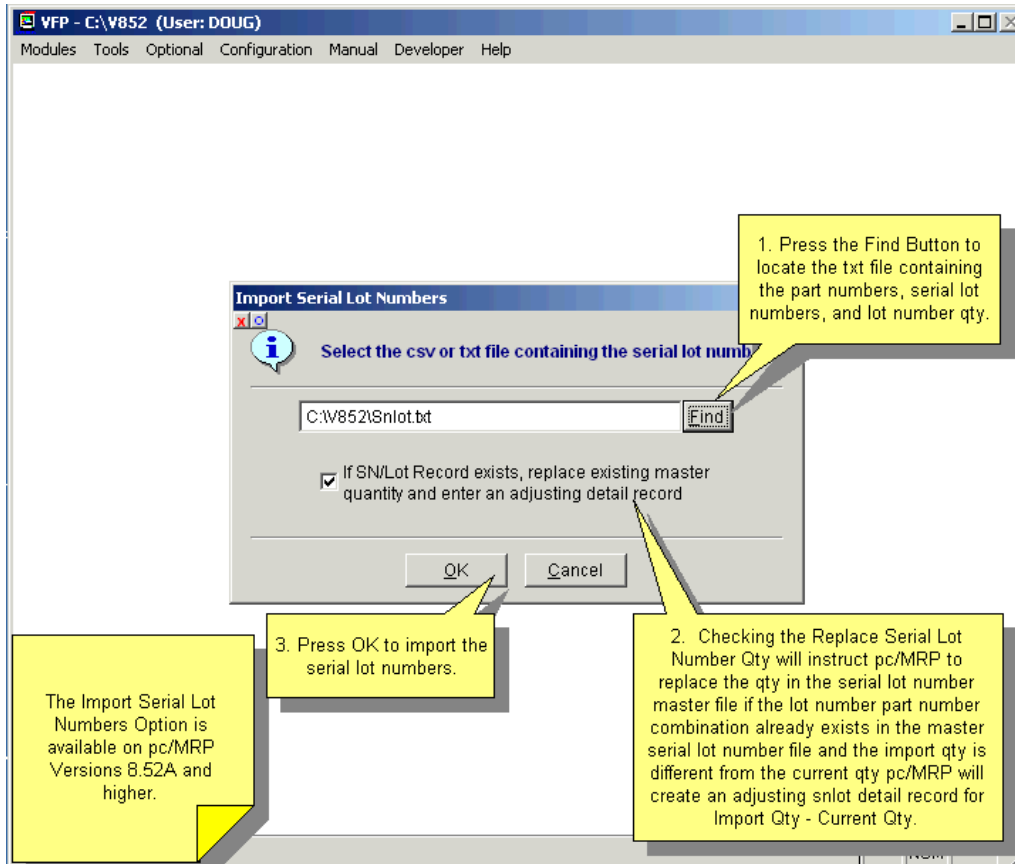 VFP - C:\V852 (User: DOUG)
Modules Tools Optional Configuration Manual Developer Help
1. Press the Find Button to
locate the txt file containing
the part numbers, serial lot
numbers, and lot number qty.
Import Serial Lot Numbers
Select the csv or txt file containing the serial lot numb
C:\V852\Snlot.txt
Find
If SN/Lot Record exists, replace existing master
quantity and enter an adjusting detail record
OK
Cancel
3. Press OK to import the
serial lot numbers.
2. Checking the Replace Serial Lot
Number Qty will instruct pc/MRP to
replace the qty in the serial lot number
master file if the lot number part number
combination already exists in the master
serial lot number file and the import qty is
different from the current qty pc/MRP will
create an adjusting snlot detail record for
Import Qty - Current Qty.
The Import Serial Lot
Numbers Option is
available on pc/MRP
Versions 8.52A and
higher.
NUM